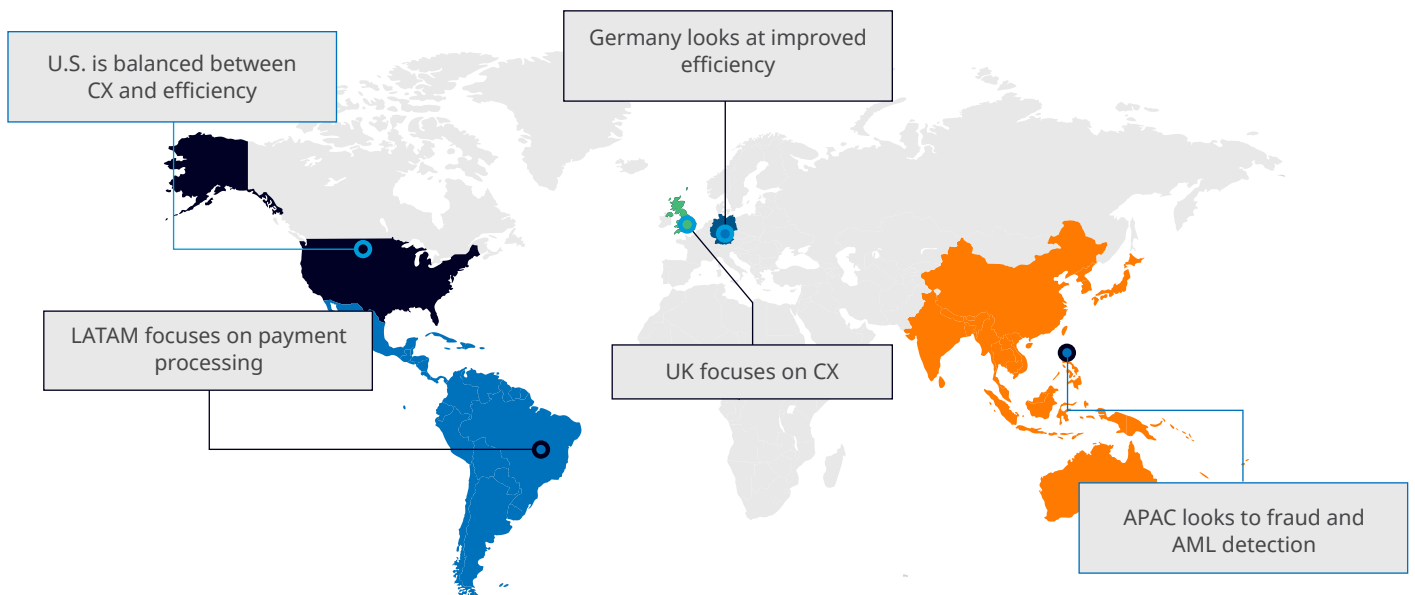 U.S. is balanced between
CX and efficiency
Germany looks at improved
efficiency
LATAM focuses on payment
processing
UK focuses on CX
APAC looks to fraud and
AML detection